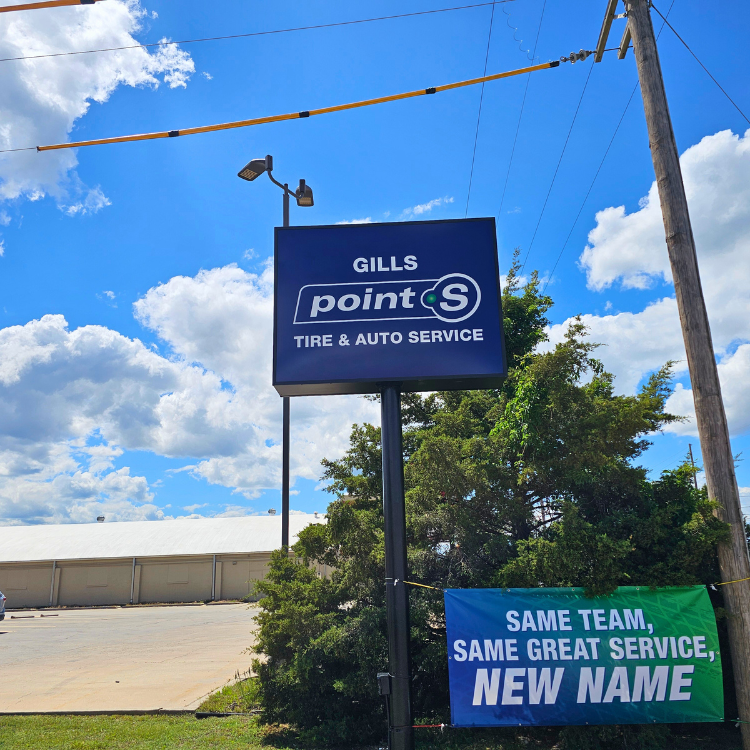 GILLS
point S
TIRE & AUTO SERVICE
SAME TEAM,
SAME GREAT SERVICE,
NEW NAME